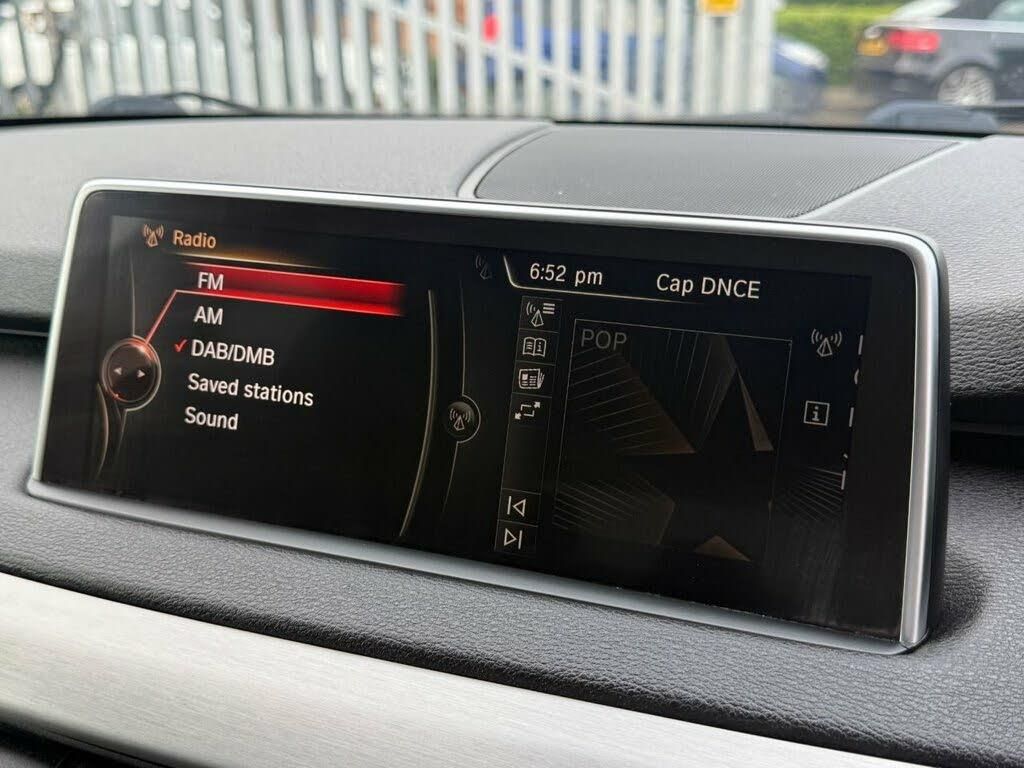 Radio
FM
AM
DAB/DMB
Saved stations
Sound
6:52 pm
Cap DNCE
POP